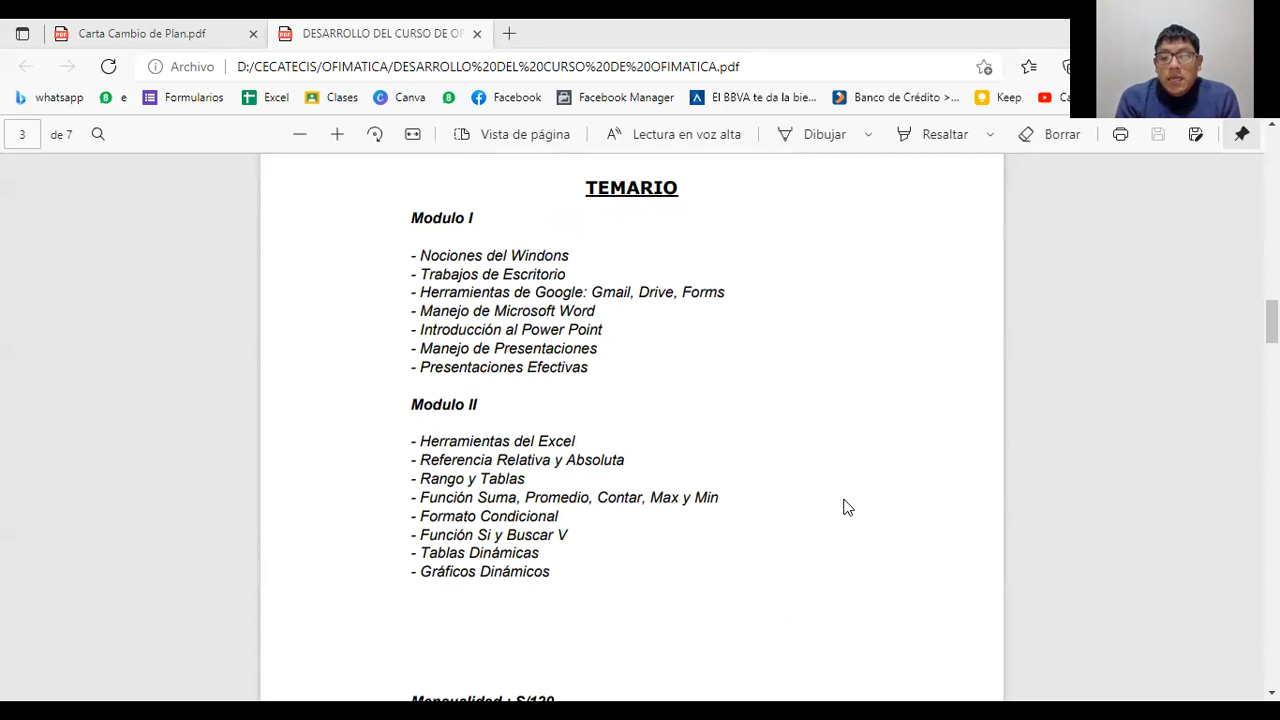 Carta Cambio de Plan.pdf
DESARROLLO DEL CURSO DE OF
Archivo
D:/CECATECIS/OFIMATICA/DESARROLLO%20DEL%20CURSO%20DE%20OFIMATICA.pdf
whatsapp
e
Formularios
Excel
Clases
Canva
Facebook
Facebook Manager
El BBVA te da la bie...
Banco de Crédito >...
Keep
3 de 7
Vista de página
Lectura en voz alta
Dibujar
Resaltar
Borrar
TEMARIO
Modulo I
- Nociones del Windons
- Trabajos de Escritorio
- Herramientas de Google: Gmail, Drive, Forms
- Manejo de Microsoft Word
- Introducción al Power Point
- Manejo de Presentaciones
- Presentaciones Efectivas
Modulo II
- Herramientas del Excel
- Referencia Relativa y Absoluta
- Rango y Tablas
- Función Suma, Promedio, Contar, Max y Min
- Formato Condicional
- Función Si y Buscar V
- Tablas Dinámicas
- Gráficos Dinámicos
Mensualidad : S/120